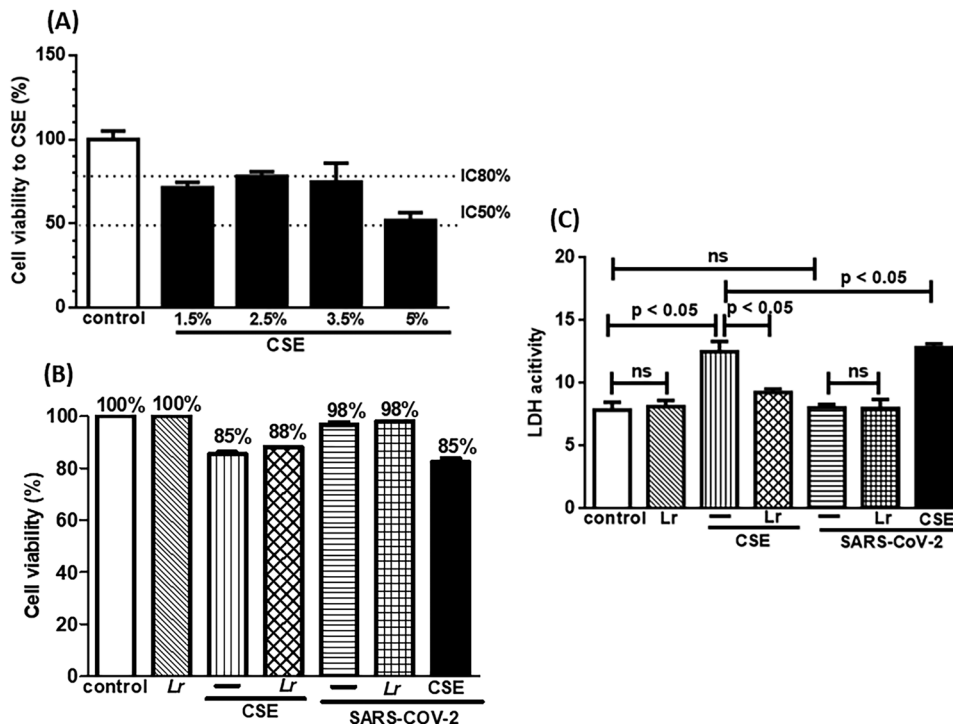 (A)
Cell viability to CSE (%)
150
100
50
0
IC80%
IC50%
control
1.5%
2.5%
3.5%
5%
CSE
(B)
Cell viability (%)
100
80
60
40
20
0
100%
100%
85%
88%
98%
98%
85%
control
Lr
Lr
Lr
CSE
CSE
SARS-COV-2
(C)
LDH acitivity
20
15
10
5
0
ns
p < 0.05
p < 0.05
p < 0.05
ns
ns
control
Lr
Lr
Lr
CSE
CSE
SARS-CoV-2